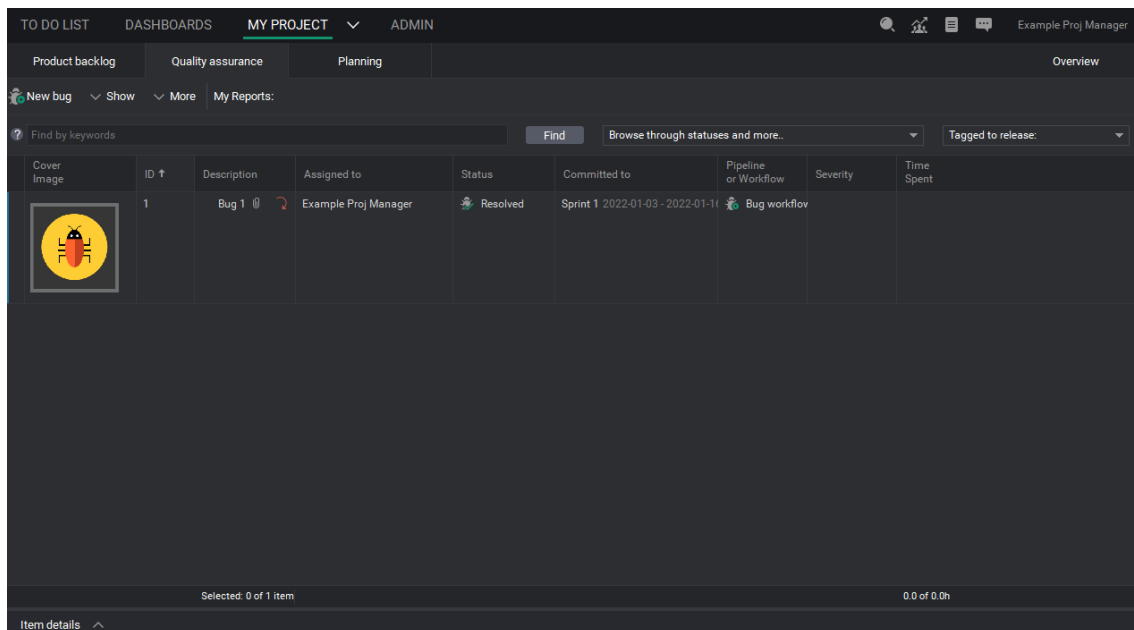 TO DO LIST DASHBOARDS MY PROJECT ADMIN Example Proj Manager
Product backlog Quality assurance Planning Overview
New bug Show More My Reports:
? Find by keywords Find Browse through statuses and more.. Tagged to release:
Cover Image ID Description Assigned to Status Committed to Pipeline or Workflow Severity Time Spent
1 Bug 1 Example Proj Manager Resolved Sprint 1 2022-01-03 - 2022-01-1 Bug workflov
Selected: 0 of 1 item 0.0 of 0.0h
Item details